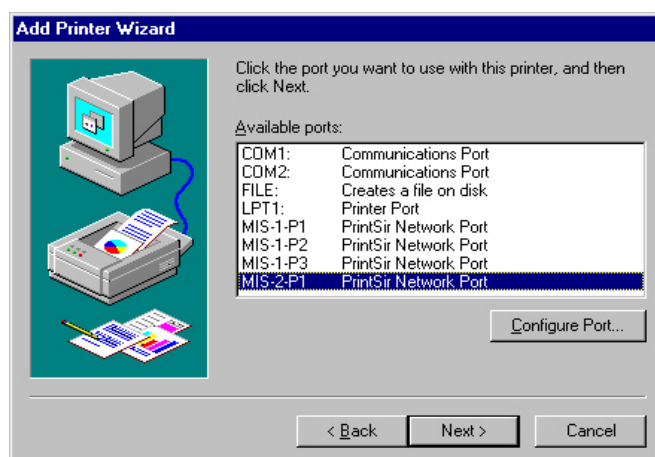 Add Printer Wizard
Click the port you want to use with this printer, and then
click Next.
Available ports:
COM1: Communications Port
COM2: Communications Port
FILE: Creates a file on disk
LPT1: Printer Port
MIS-1-P1 PrintSir Network Port
MIS-1-P2 PrintSir Network Port
MIS-1-P3 PrintSir Network Port
MIS-2-P1 PrintSir Network Port
Configure Port...
< Back Next > Cancel